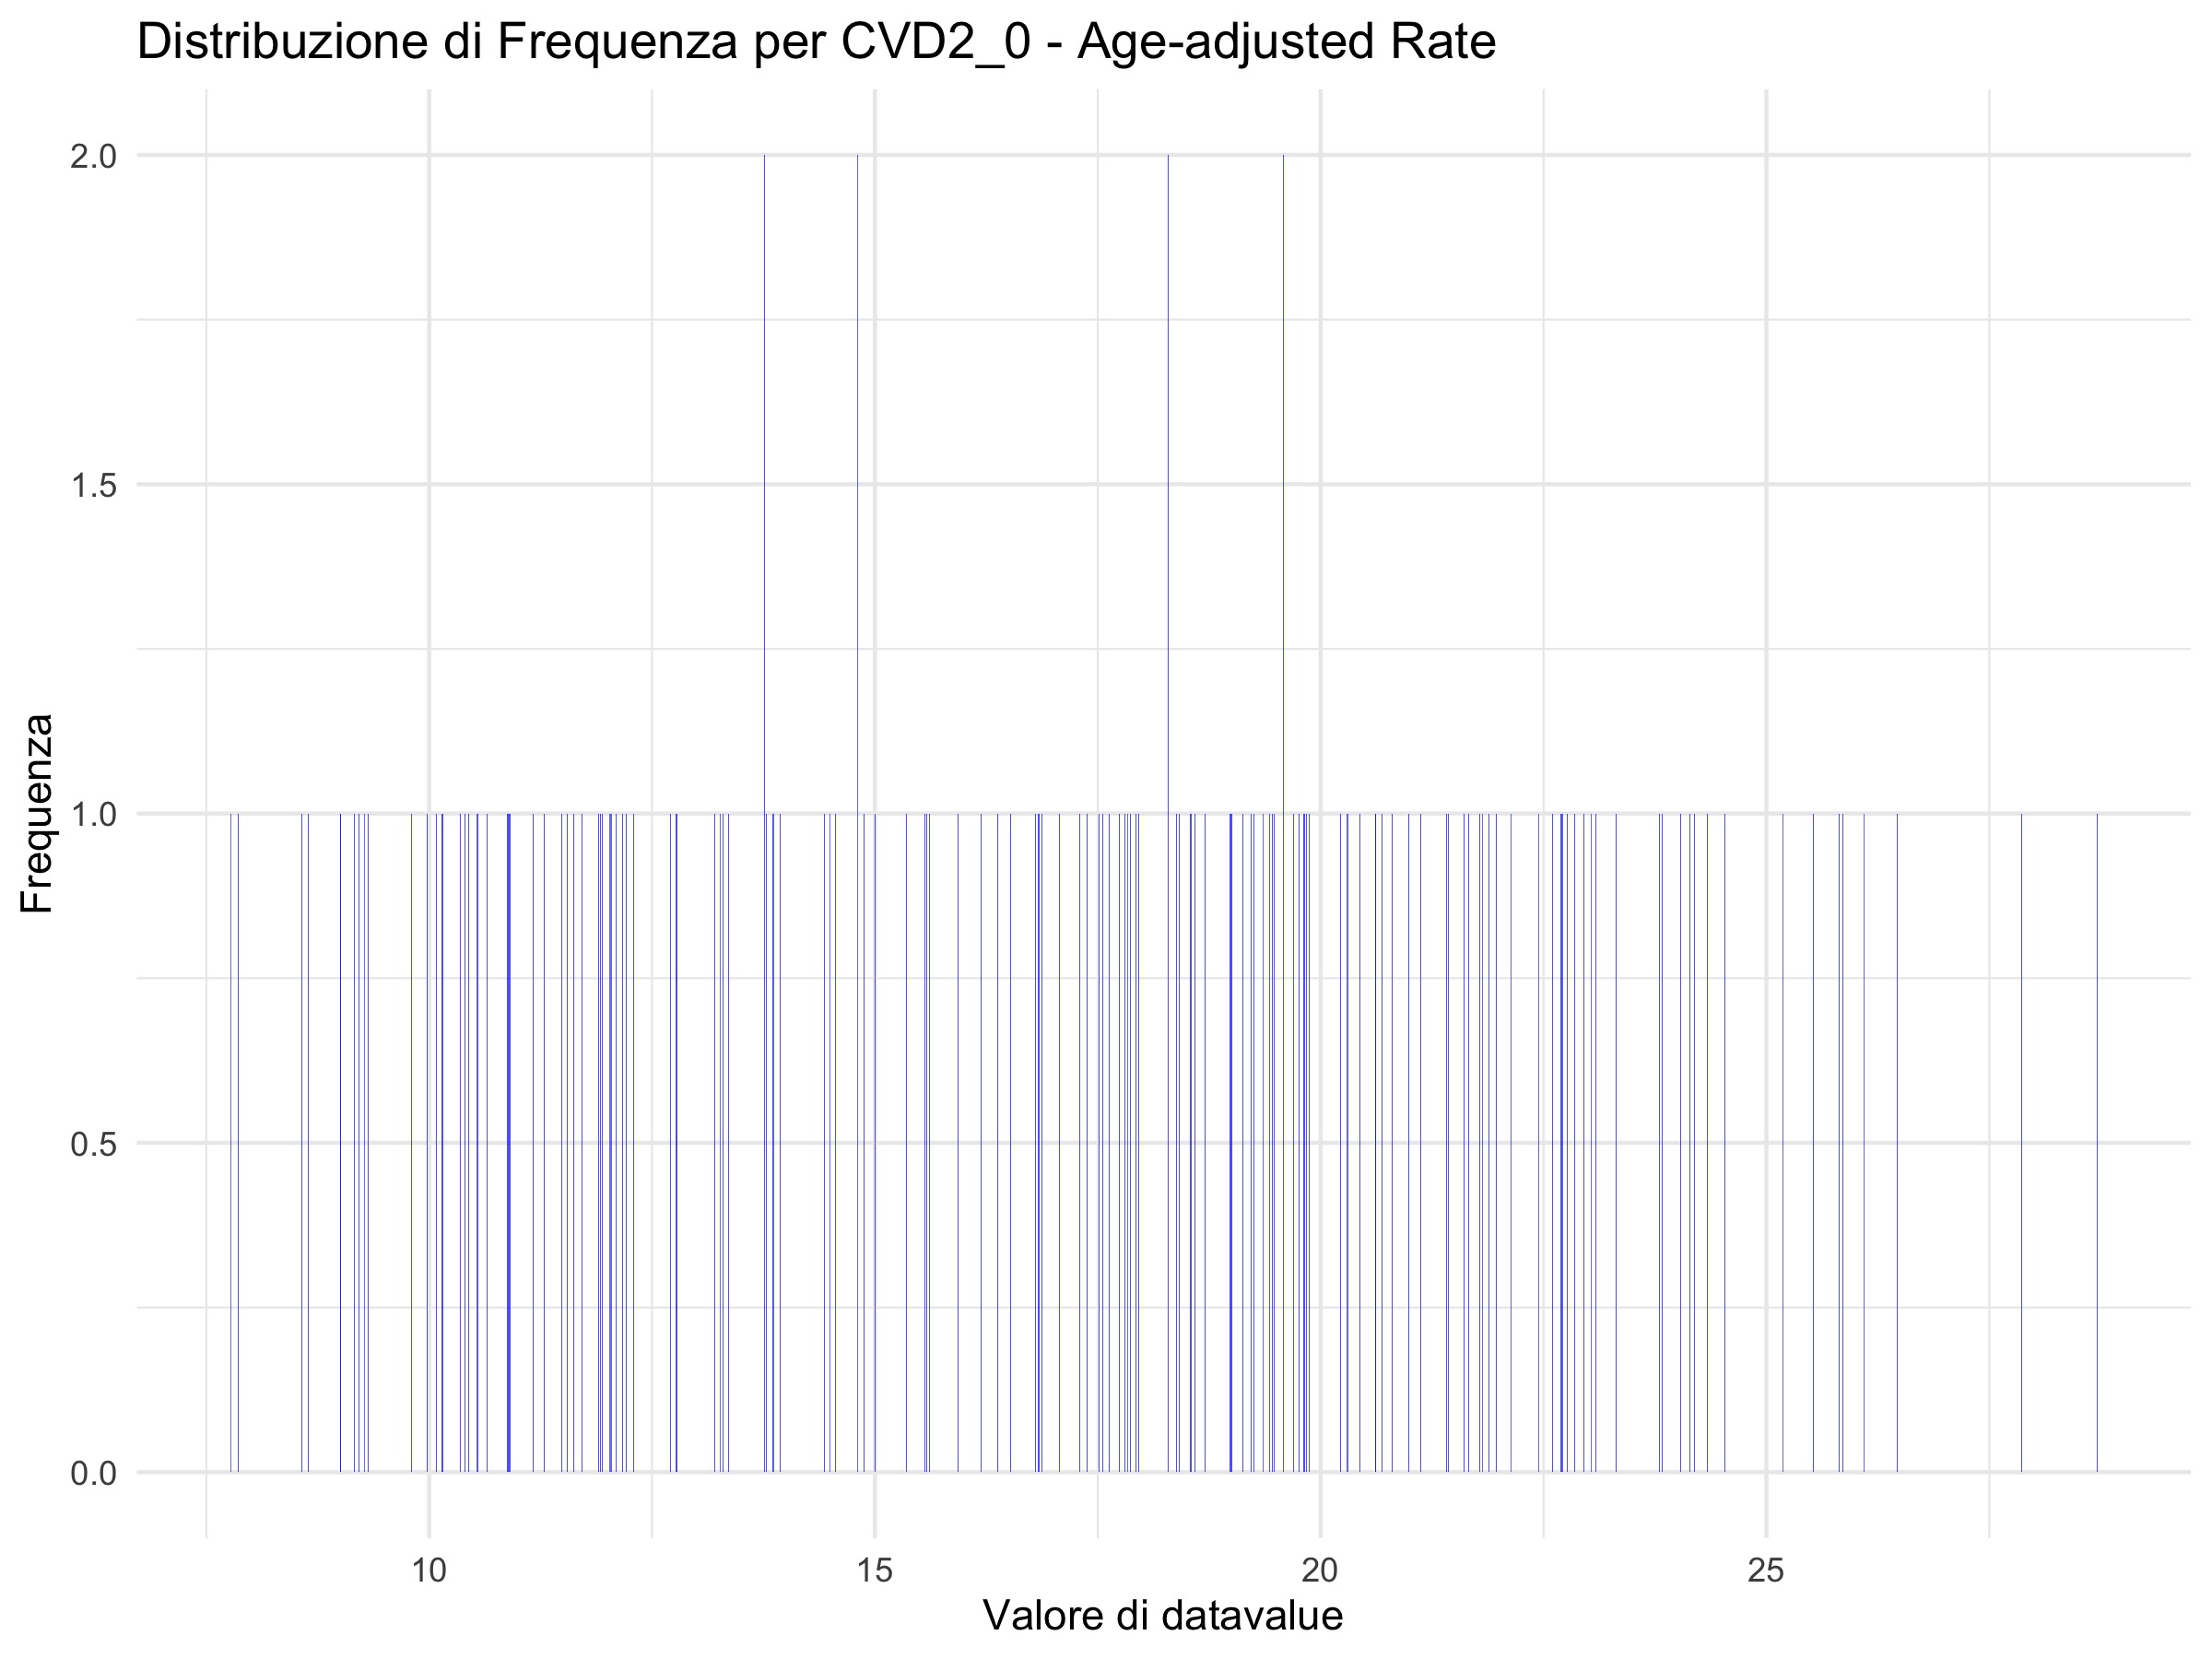 Distribuzione di Frequenza per CVD2_0 - Age-adjusted Rate
2.0
1.5
1.0
0.5
0.0
Frequenza
10 15 20 25
Valore di datavalue